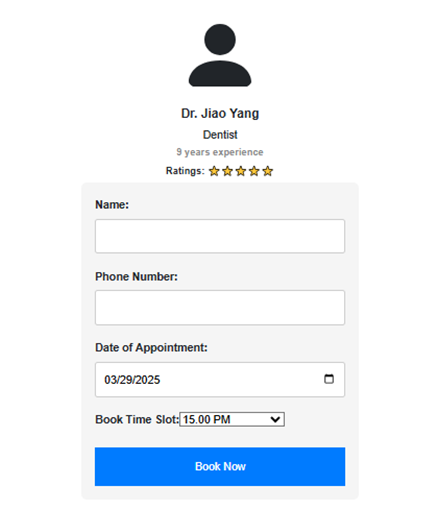 Dr. Jiao Yang
Dentist
9 years experience
Ratings:
Name:
Phone Number:
Date of Appointment:
03/29/2025
Book Time Slot: 15.00 PM
Book Now